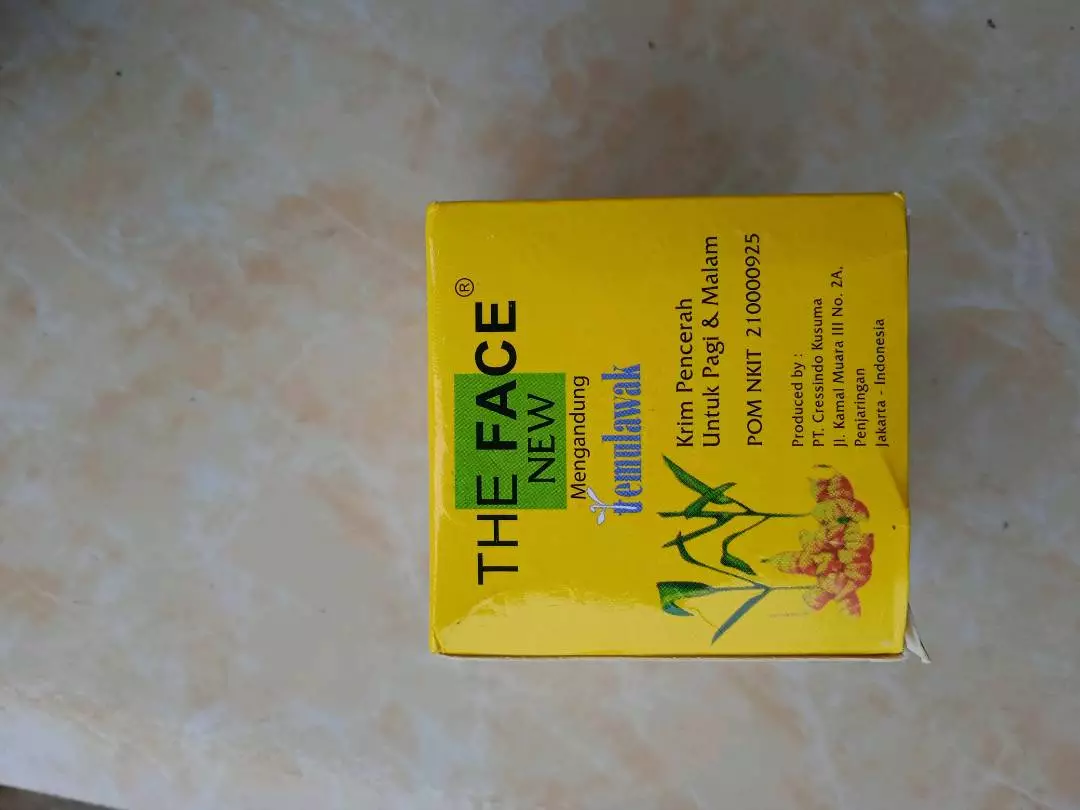 THE FACE ®
NEW
Mengandung
temulawak
Krim Pencerah
Untuk Pagi & Malam
POM NKIT 210000925
Produced by :
PT. Cressindo Kusuma
Jl. Kamal Muara III No. 2A.
Penjaringan
Jakarta - Indonesia